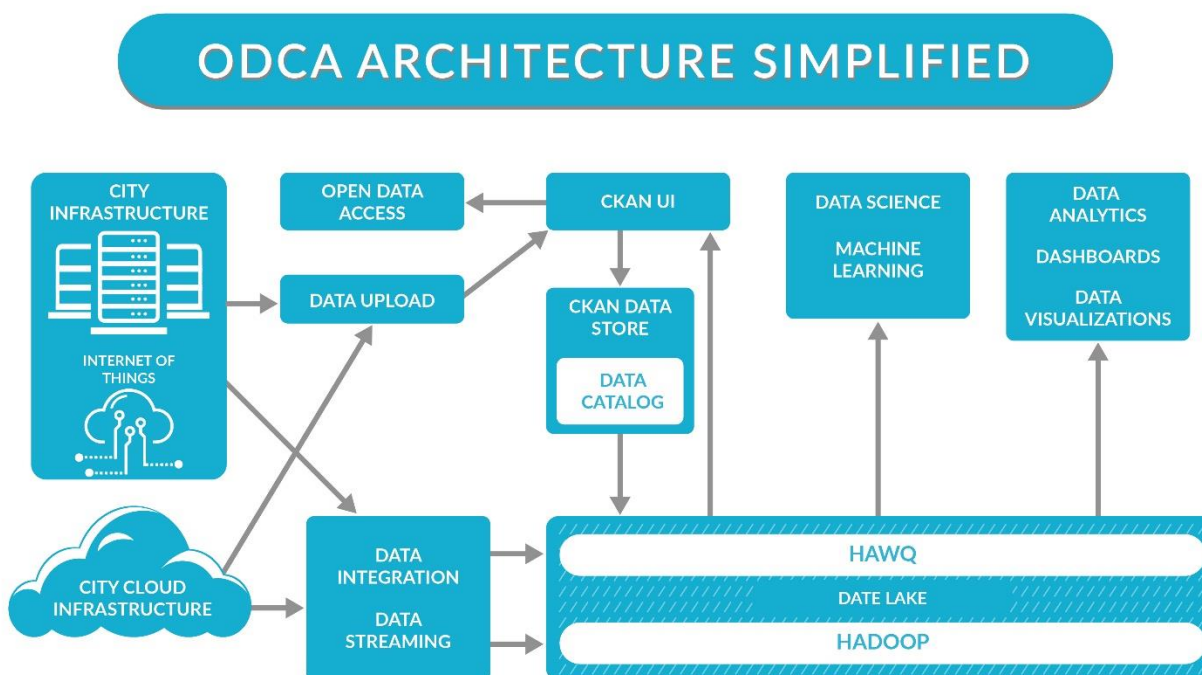 ODCA ARCHITECTURE SIMPLIFIED
CITY
INFRASTRUCTURE
INTERNET OF
THINGS
OPEN DATA
ACCESS
CKAN UI
DATA UPLOAD
CKAN DATA
STORE
DATA
CATALOG
DATA SCIENCE
MACHINE
LEARNING
DATA
ANALYTICS
DASHBOARDS
DATA
VISUALIZATIONS
CITY CLOUD
INFRASTRUCTURE
DATA
INTEGRATION
DATA
STREAMING
HAWQ
DATE LAKE
HADOOP